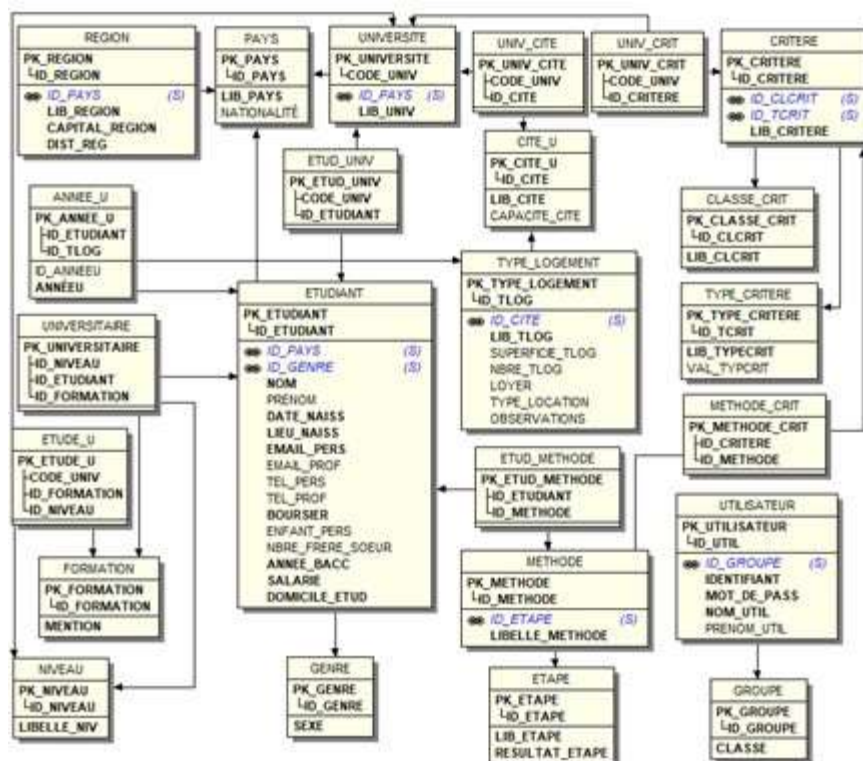 REGION
PK_REGION
└ID_REGION
ID_PAYS (S)
LIB_REGION
CAPITAL_REGION
DIST_REG
PAYS
PK_PAYS
└ID_PAYS
LIB_PAYS
NATIONALITÉ
UNIVERSITE
PK_UNIVERSITE
└CODE_UNIV
ID_PAYS (S)
LIB_UNIV
UNIV_CITE
PK_UNIV_CITE
├CODE_UNIV
└ID_CITE
UNIV_CRIT
PK_UNIV_CRIT
├CODE_UNIV
└ID_CRITERE
CRITERE
PK_CRITERE
└ID_CRITERE
ID_CLCRIT (S)
ID_TCRIT (S)
LIB_CRITERE
ETUD_UNIV
PK_ETUD_UNIV
├CODE_UNIV
└ID_ETUDIANT
CITE_U
PK_CITE_U
└ID_CITE
LIB_CITE
CAPACITE_CITE
ANNEE_U
PK_ANNEE_U
├ID_ETUDIANT
└ID_TLOG
ID_ANNEEU
ANNÉEU
CLASSE_CRIT
PK_CLASSE_CRIT
└ID_CLCRIT
LIB_CLCRIT
TYPE_LOGEMENT
PK_TYPE_LOGEMENT
└ID_TLOG
ID_CITE (S)
LIB_TLOG
SUPERFICIE_TLOG
NBRE_TLOG
LOYER
TYPE_LOCATION
OBSERVATIONS
ETUDIANT
PK_ETUDIANT
└ID_ETUDIANT
ID_PAYS (S)
ID_GENRE (S)
NOM
PRENOM
DATE_NAISS
LIEU_NAISS
EMAIL_PERS
EMAIL_PROF
TEL_PERS
TEL_PROF
BOURSIER
ENFANT_PERS
NBRE_FRERE_SOEUR
ANNEE_BACC
SALARIE
DOMICILE_ETUD
TYPE_CRITERE
PK_TYPE_CRITERE
└ID_TCRIT
LIB_TYPECRIT
VAL_TYPCRIT
UNIVERSITAIRE
PK_UNIVERSITAIRE
├ID_NIVEAU
├ID_ETUDIANT
└ID_FORMATION
METHODE_CRIT
PK_METHODE_CRIT
├ID_CRITERE
└ID_METHODE
ETUDE_U
PK_ETUDE_U
├CODE_UNIV
├ID_FORMATION
└ID_NIVEAU
ETUD_METHODE
PK_ETUD_METHODE
├ID_ETUDIANT
└ID_METHODE
UTILISATEUR
PK_UTILISATEUR
└ID_UTIL
ID_GROUPE (S)
IDENTIFIANT
MOT_DE_PASS
NOM_UTIL
PRENOM_UTIL
FORMATION
PK_FORMATION
└ID_FORMATION
MENTION
METHODE
PK_METHODE
└ID_METHODE
ID_ETAPE (S)
LIBELLE_METHODE
NIVEAU
PK_NIVEAU
└ID_NIVEAU
LIBELLE_NIV
GENRE
PK_GENRE
└ID_GENRE
SEXE
ETAPE
PK_ETAPE
└ID_ETAPE
LIB_ETAPE
RESULTAT_ETAPE
GROUPE
PK_GROUPE
└ID_GROUPE
CLASSE